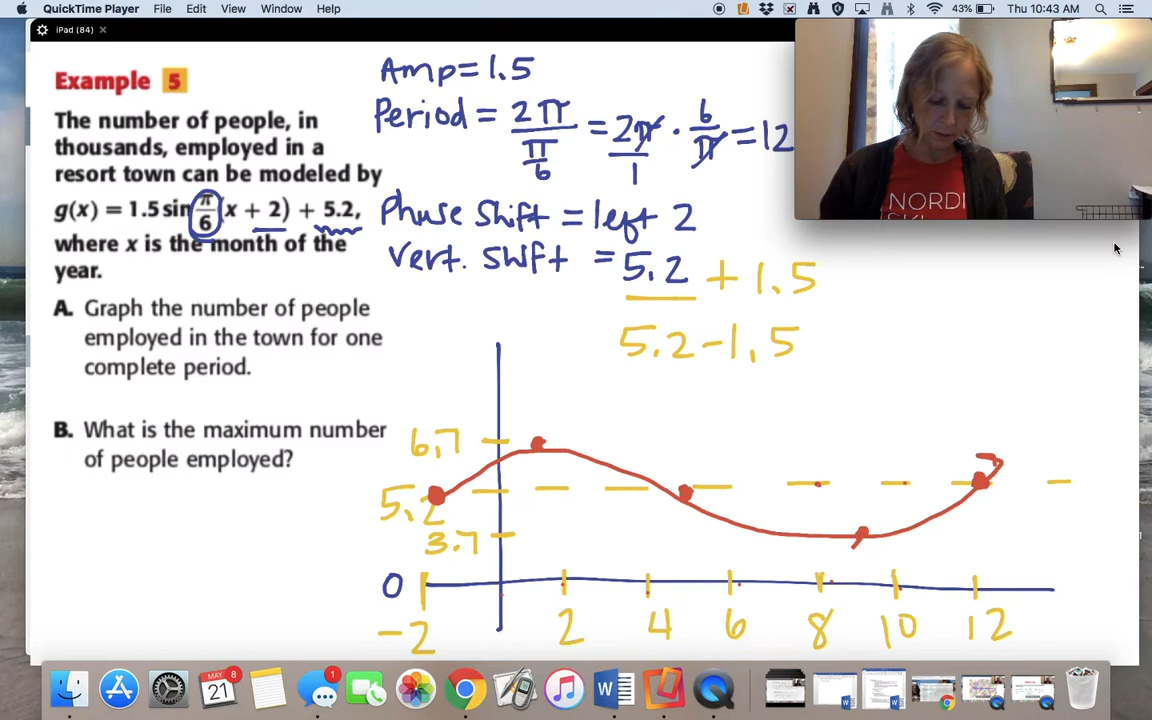 QuickTime Player File Edit View Window Help
43% Thu 10:43 AM
iPad (84)
Example 5
The number of people, in
thousands, employed in a
resort town can be modeled by
g(x) = 1.5 sin π/6 (x + 2) + 5.2,
where x is the month of the
year.
A. Graph the number of people
employed in the town for one
complete period.
B. What is the maximum number
of people employed?
Amp = 1.5
Period = 2π / π/6 = 2π/1 · 6/π = 12
Phase Shift = left 2
Vert. Shift = 5.2 + 1.5
5.2 - 1.5
6.7
5.2
3.7
0
-2 2 4 6 8 10 12
NORDI
MAY 8
21
1